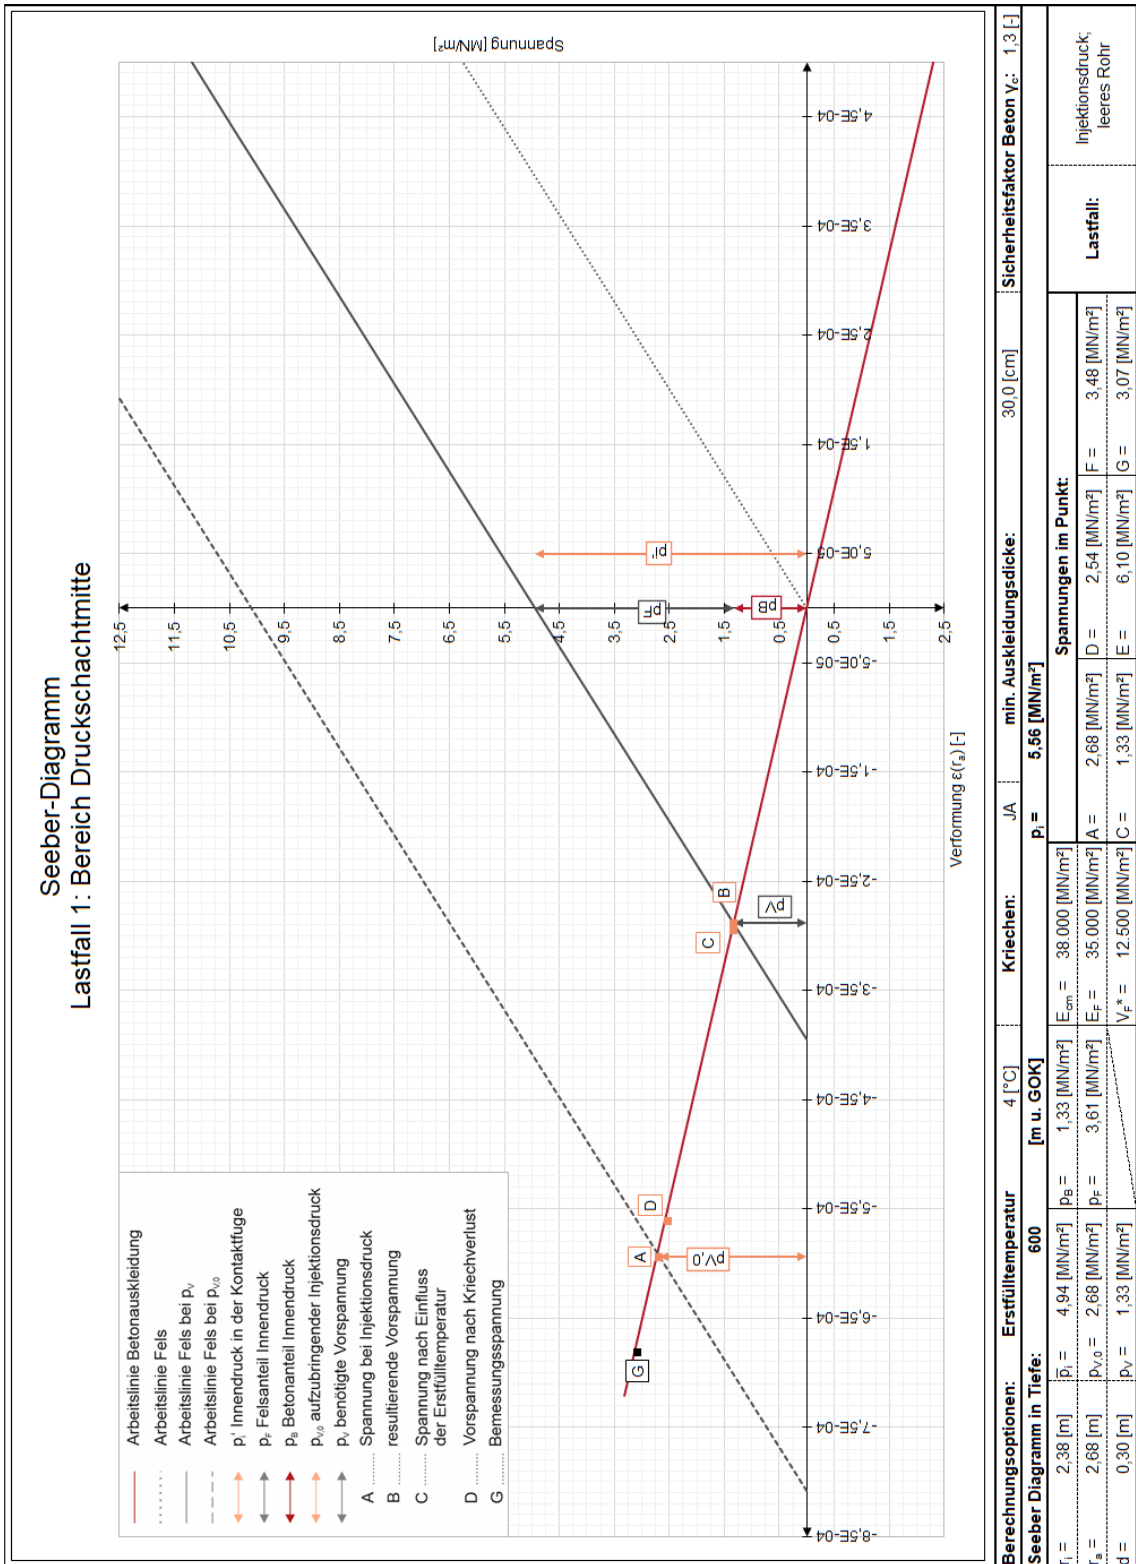 Seeber-Diagramm
Lastfall 1: Bereich Druckschachtmitte
Arbeitslinie Betonauskleidung
Arbeitslinie Fels
Arbeitslinie Fels bei pᵥ
Arbeitslinie Fels bei pᵥ,₀
pᵢ' Innendruck in der Kontaktfuge
p_F Felsanteil Innendruck
p_B Betonanteil Innendruck
pᵥ,₀ aufzubringender Injektionsdruck
pᵥ benötigte Vorspannung
A ........ Spannung bei Injektionsdruck
B ........ resultierende Vorspannung
C ........ Spannung nach Einfluss
der Erstfülltemperatur
D ........ Vorspannung nach Kriechverlust
G ........ Bemessungsspannung
12,5
11,5
10,5
9,5
8,5
7,5
6,5
5,5
4,5
3,5
2,5
1,5
0,5
0,5
1,5
2,5
-8,5E-04
-7,5E-04
-6,5E-04
-5,5E-04
-4,5E-04
-3,5E-04
-2,5E-04
-1,5E-04
-5,0E-05
5,0E-05
1,5E-04
2,5E-04
3,5E-04
4,5E-04
G
A
D
C
B
pV,0
pV
pF
pB
pi'
Spannung [MN/m²]
Verformung ε(rₐ) [-]
Berechnungsoptionen: Erstfülltemperatur 4 [°C] Kriechen: JA min. Auskleidungsdicke: 30,0 [cm] Sicherheitsfaktor Beton γ_c: 1,3 [-]
Seeber Diagramm in Tiefe: 600 [m u. GOK] pᵢ = 5,56 [MN/m²]
rᵢ = 2,38 [m] p̄ᵢ = 4,94 [MN/m²] p_B = 1,33 [MN/m²] E_cm = 38.000 [MN/m²] Spannungen im Punkt: Lastfall: Injektionsdruck;
leeres Rohr
rₐ = 2,68 [m] pᵥ,₀ = 2,68 [MN/m²] p_F = 3,61 [MN/m²] E_F = 35.000 [MN/m²] A = 2,68 [MN/m²] D = 2,54 [MN/m²] F = 3,48 [MN/m²]
d = 0,30 [m] pᵥ = 1,33 [MN/m²] V_F* = 12.500 [MN/m²] C = 1,33 [MN/m²] E = 6,10 [MN/m²] G = 3,07 [MN/m²]